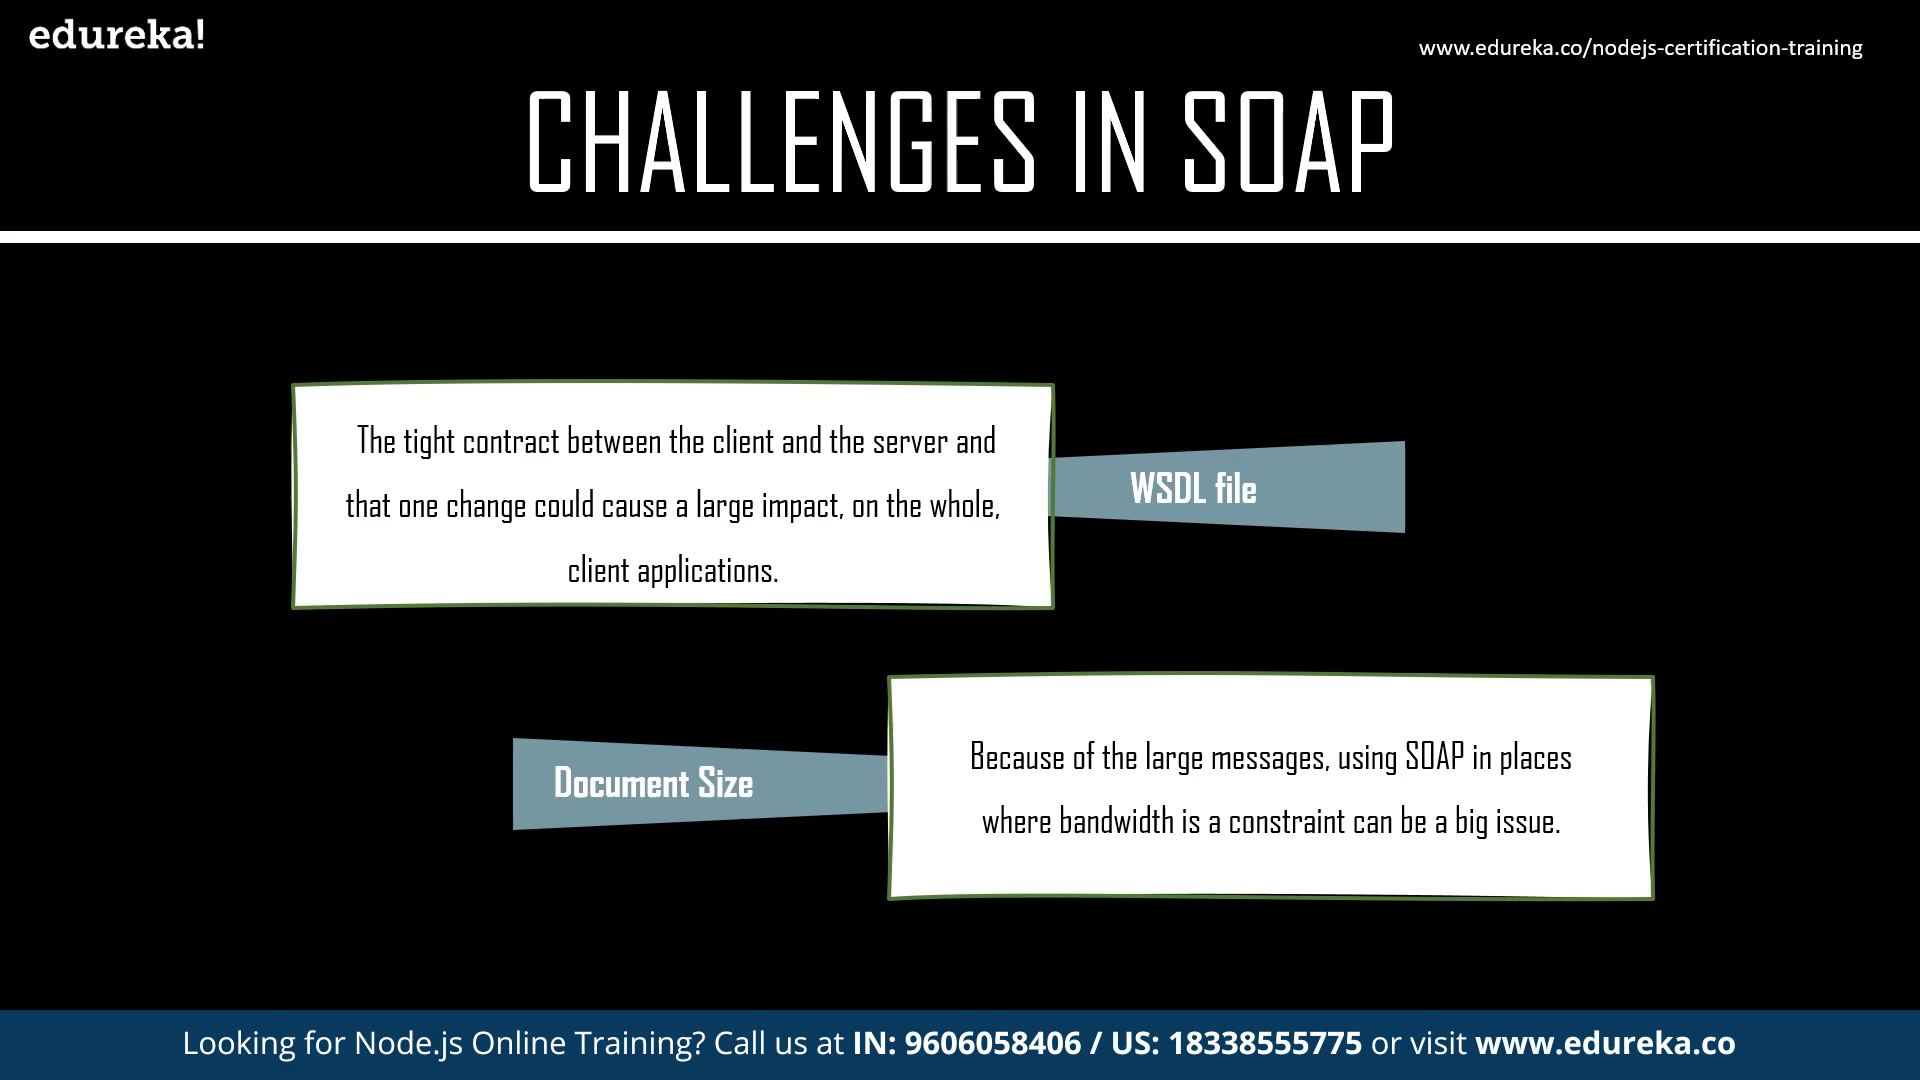 edureka!
www.edureka.co/nodejs-certification-training
CHALLENGES IN SOAP
The tight contract between the client and the server and
that one change could cause a large impact, on the whole,
client applications.
WSDL file
Document Size
Because of the large messages, using SOAP in places
where bandwidth is a constraint can be a big issue.
Looking for Node.js Online Training? Call us at IN: 9606058406 / US: 18338555775 or visit www.edureka.co